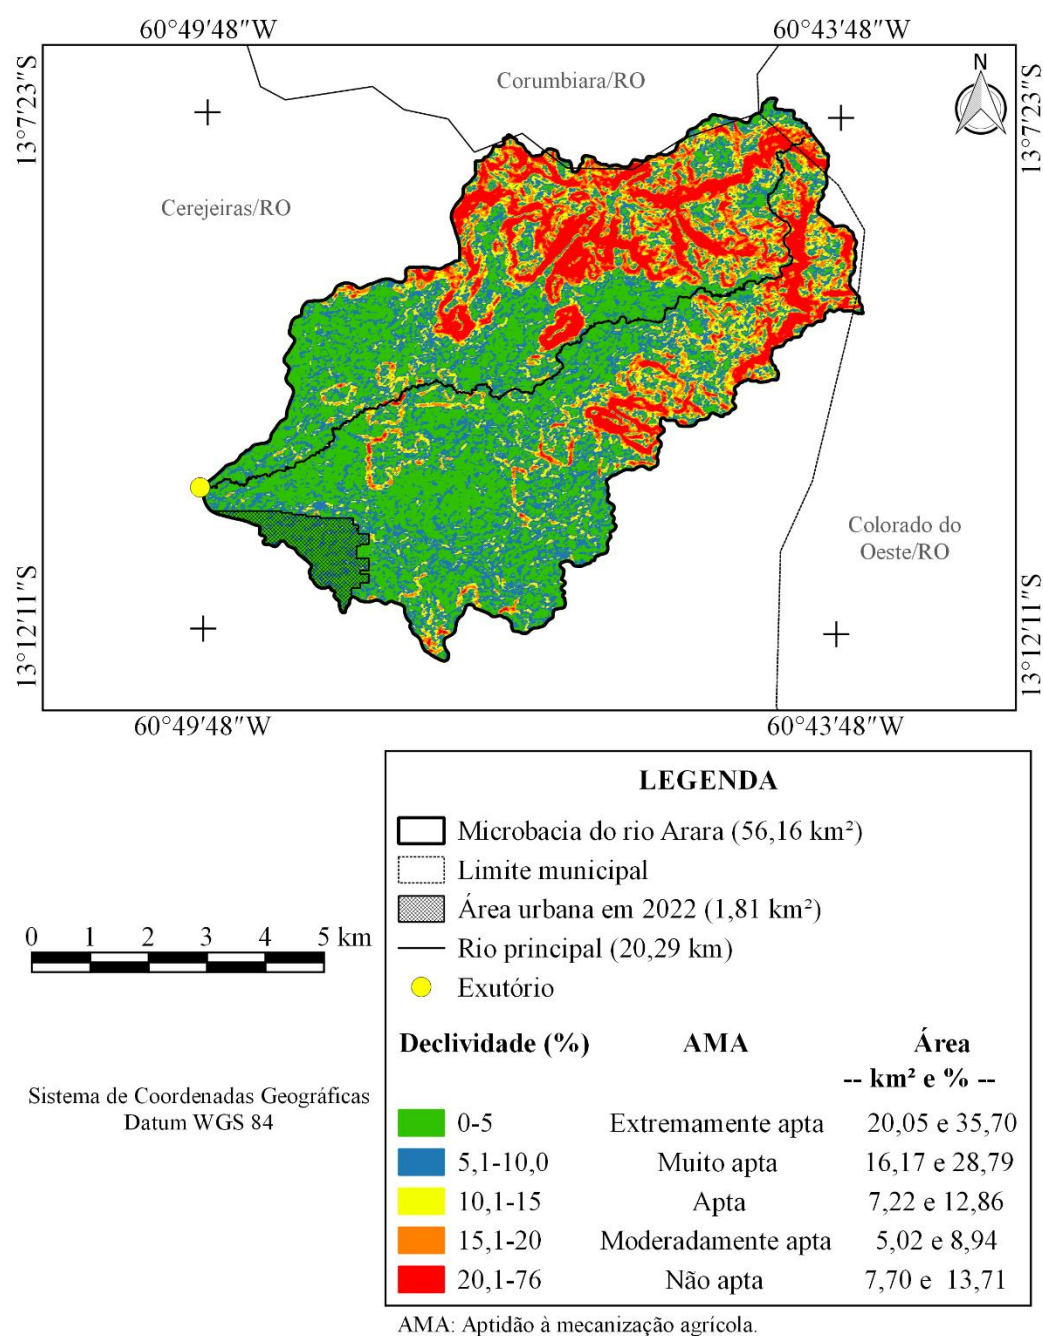 60°49'48"W 60°43'48"W
N
13°7'23"S
13°7'23"S
Corumbiara/RO
Cerejeiras/RO
Colorado do
Oeste/RO
13°12'11"S
13°12'11"S
60°49'48"W 60°43'48"W
LEGENDA
Microbacia do rio Arara (56,16 km²)
Limite municipal
Área urbana em 2022 (1,81 km²)
Rio principal (20,29 km)
Exutório
0 1 2 3 4 5 km
Sistema de Coordenadas Geográficas
Datum WGS 84
Declividade (%) AMA Área
-- km² e % --
0-5 Extremamente apta 20,05 e 35,70
5,1-10,0 Muito apta 16,17 e 28,79
10,1-15 Apta 7,22 e 12,86
15,1-20 Moderadamente apta 5,02 e 8,94
20,1-76 Não apta 7,70 e 13,71
AMA: Aptidão à mecanização agrícola.